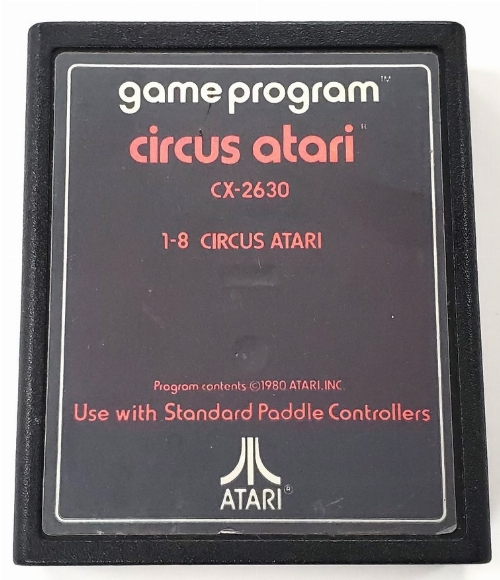 game program™
circus atari™
CX-2630
1-8 CIRCUS ATARI
Program contents ©1980 ATARI, INC.
Use with Standard Paddle Controllers
ATARI®